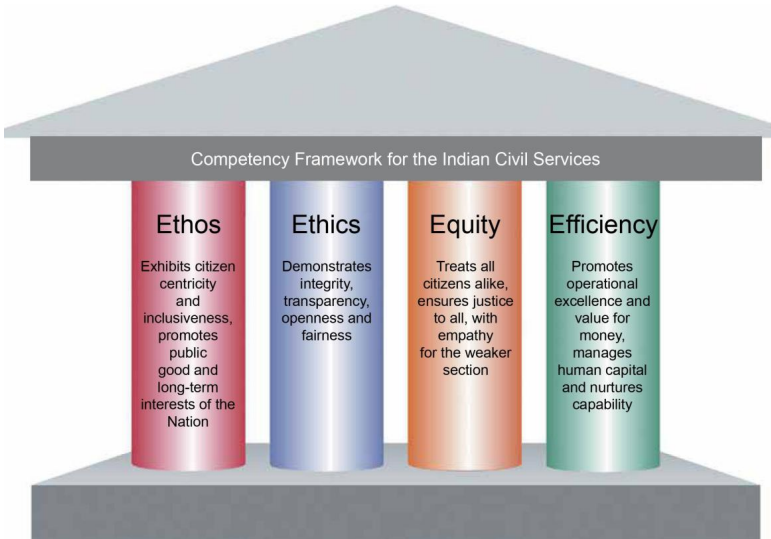 Competency Framework for the Indian Civil Services
Ethos
Exhibits citizen
centricity
and
inclusiveness,
promotes
public
good and
long-term
interests of the
Nation
Ethics
Demonstrates
integrity,
transparency,
openness and
fairness
Equity
Treats all
citizens alike,
ensures justice
to all, with
empathy
for the weaker
section
Efficiency
Promotes
operational
excellence and
value for
money,
manages
human capital
and nurtures
capability